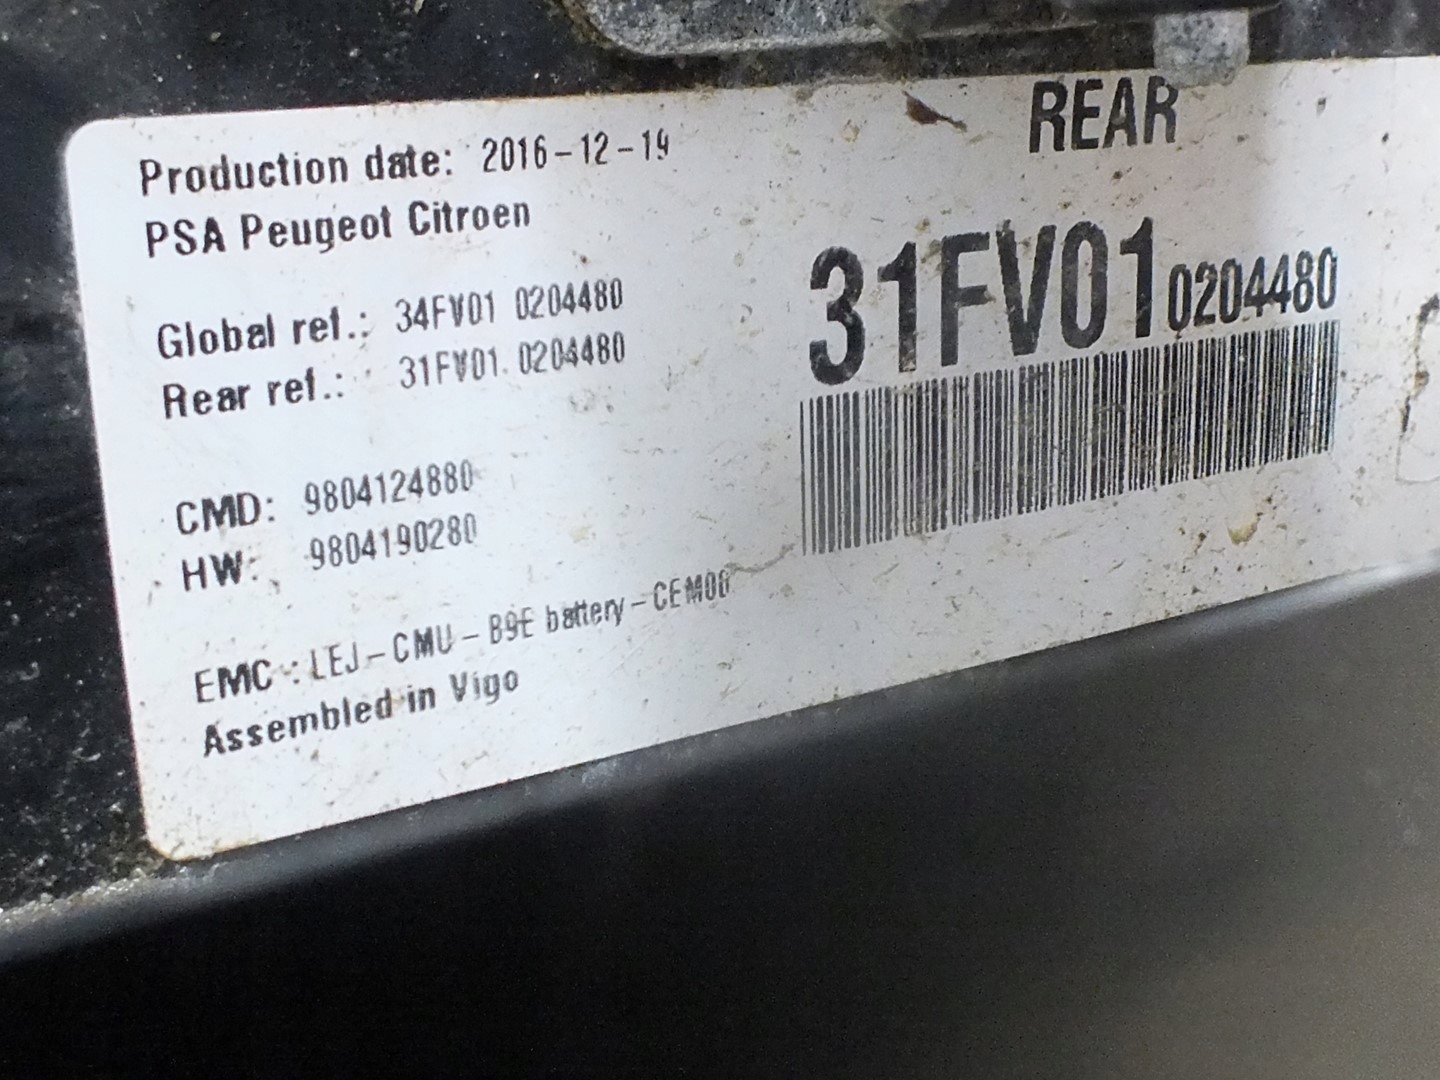 Production date: 2016-12-19
PSA Peugeot Citroen
Global ref.: 34FV01 0204480
Rear ref.: 31FV01. 0204480
CMD: 9804124880
HW: 9804190280
EMC : LEJ-CMU-B9E battery-CEM00
Assembled in Vigo
REAR
31FV01 0204480